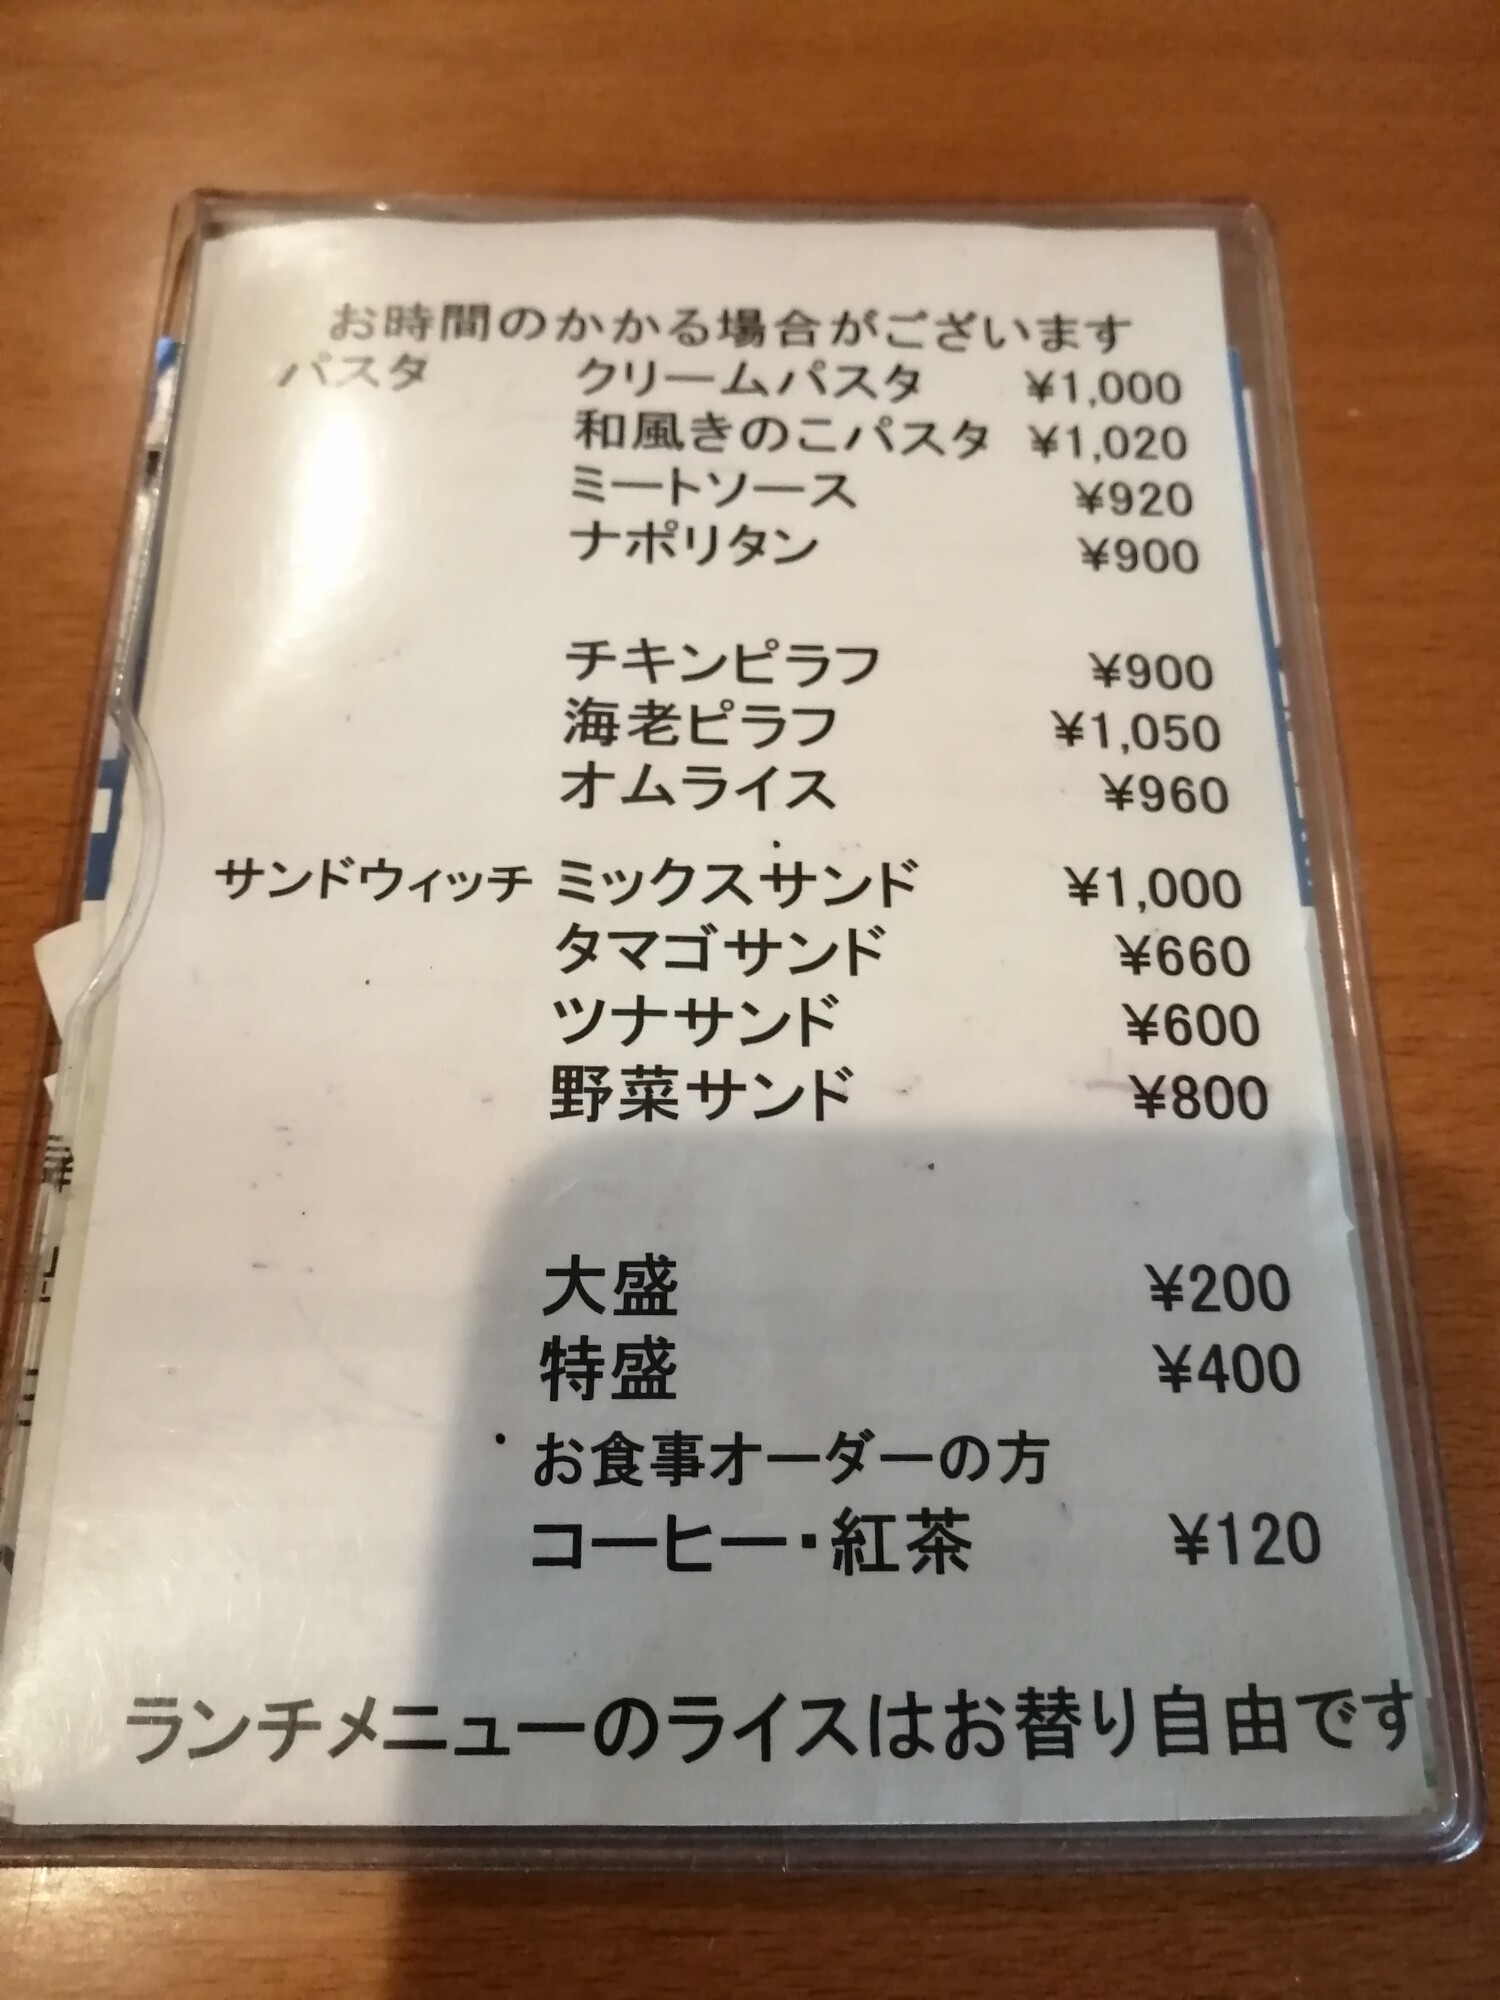 お時間のかかる場合がございます
パスタ クリームパスタ ¥1,000
和風きのこパスタ ¥1,020
ミートソース ¥920
ナポリタン ¥900
チキンピラフ ¥900
海老ピラフ ¥1,050
オムライス ¥960
サンドウィッチ ミックスサンド ¥1,000
タマゴサンド ¥660
ツナサンド ¥600
野菜サンド ¥800
大盛 ¥200
特盛 ¥400
お食事オーダーの方
コーヒー・紅茶 ¥120
ランチメニューのライスはお替り自由です